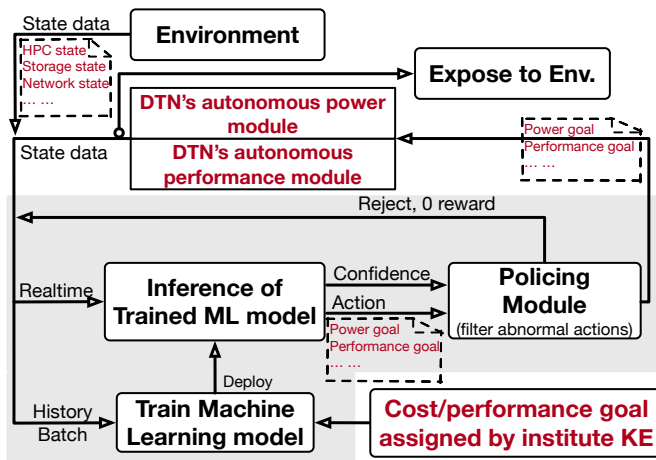 State data
Environment
HPC state
Storage state
Network state
... ...
Expose to Env.
DTN's autonomous power
module
State data
DTN's autonomous
performance module
Power goal
Performance goal
... ...
Reject, 0 reward
Realtime
Inference of
Trained ML model
Confidence
Action
Policing
Module
(filter abnormal actions)
Power goal
Performance goal
... ...
Deploy
History
Batch
Train Machine
Learning model
Cost/performance goal
assigned by institute KE